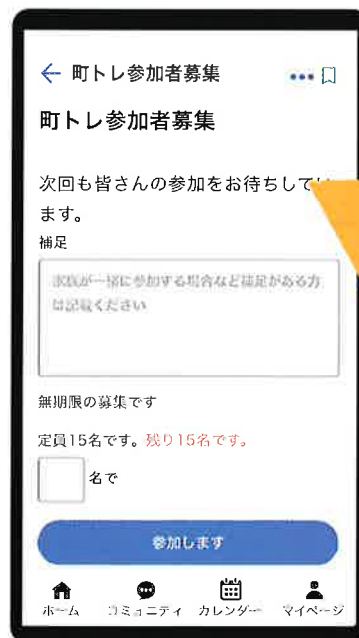 町トレ参加者募集
町トレ参加者募集
次回も皆さんの参加をお待ちしてい
ます。
補足
家族が一緒に参加する場合など補足がある方
は記載ください
無期限の募集です
定員15名です。残り15名です。
名で
参加します
ホーム コミュニティ カレンダー マイページ